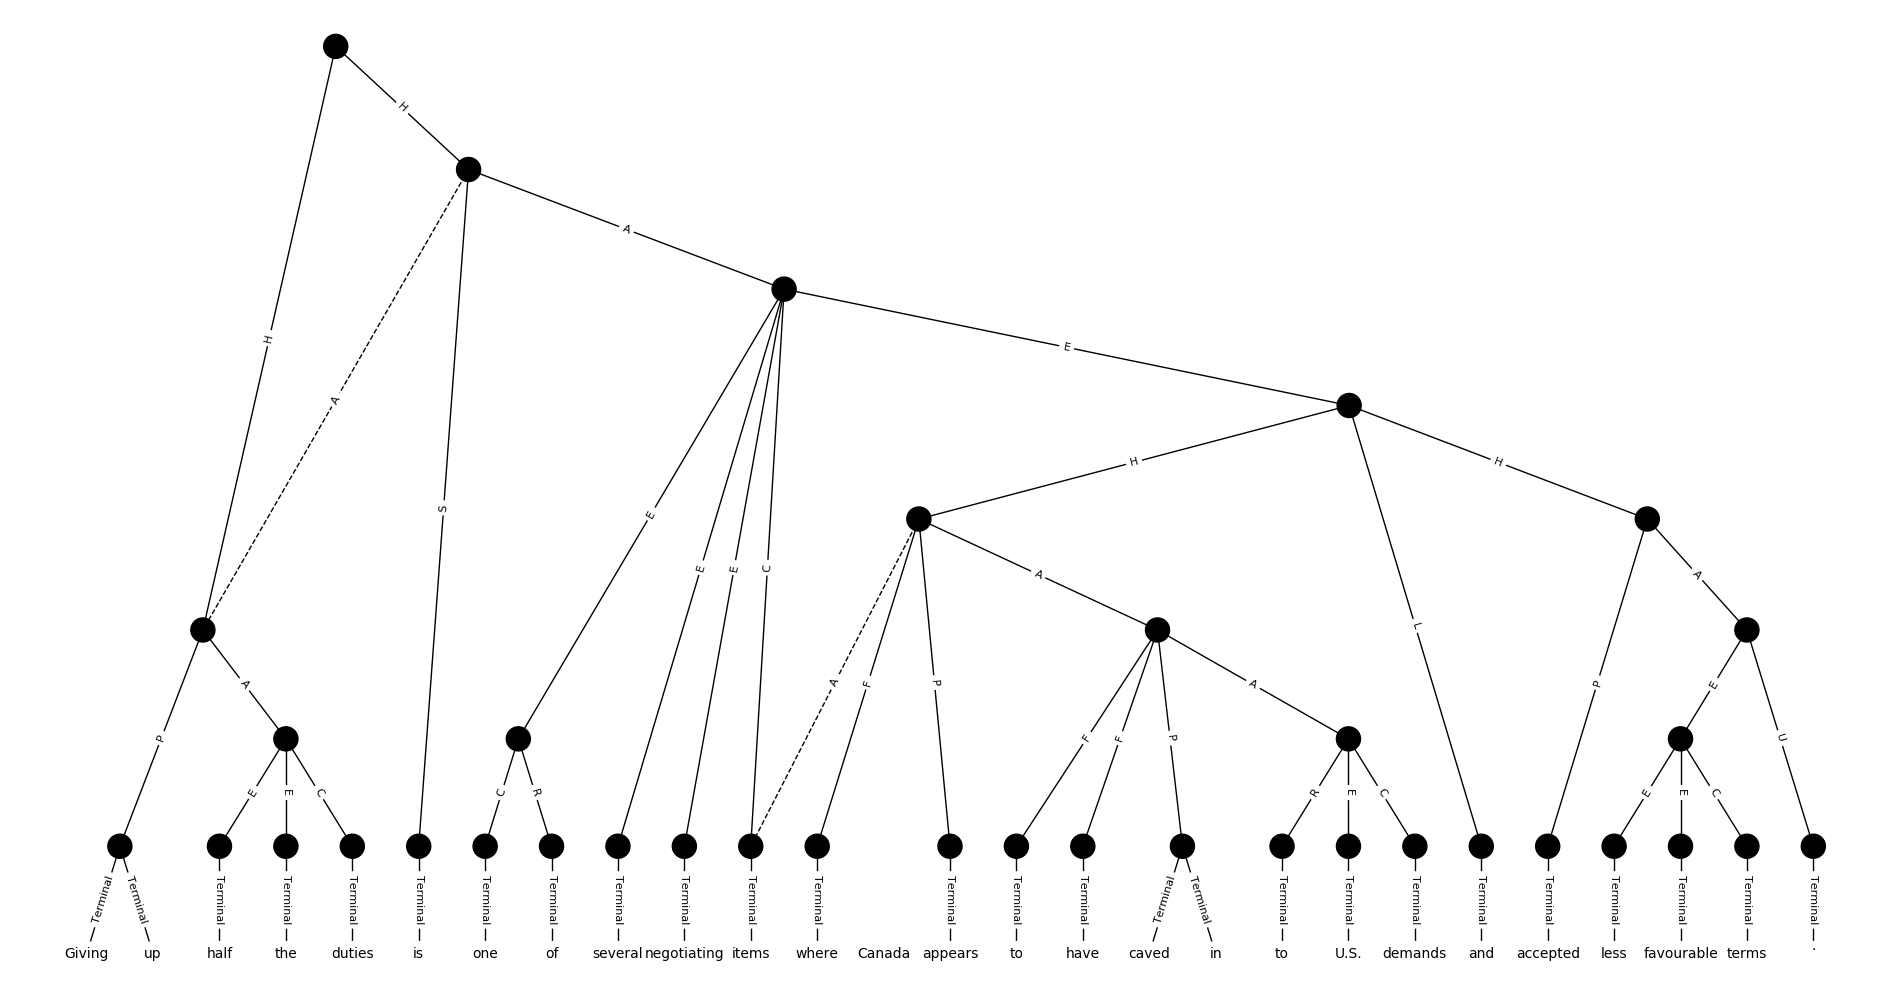 H
H
A
A
H
S
E
E
H
H
E
E
E
C
A
A
L
A
F
P
A
P
E
P
A
F
F
P
U
E
E
C
C
R
R
E
C
E
E
C
Terminal Terminal Terminal Terminal Terminal Terminal Terminal Terminal Terminal Terminal Terminal Terminal Terminal Terminal Terminal Terminal Terminal Terminal Terminal Terminal Terminal Terminal Terminal Terminal Terminal Terminal
Giving up half the duties is one of several negotiating items where Canada appears to have caved in to U.S. demands and accepted less favourable terms .